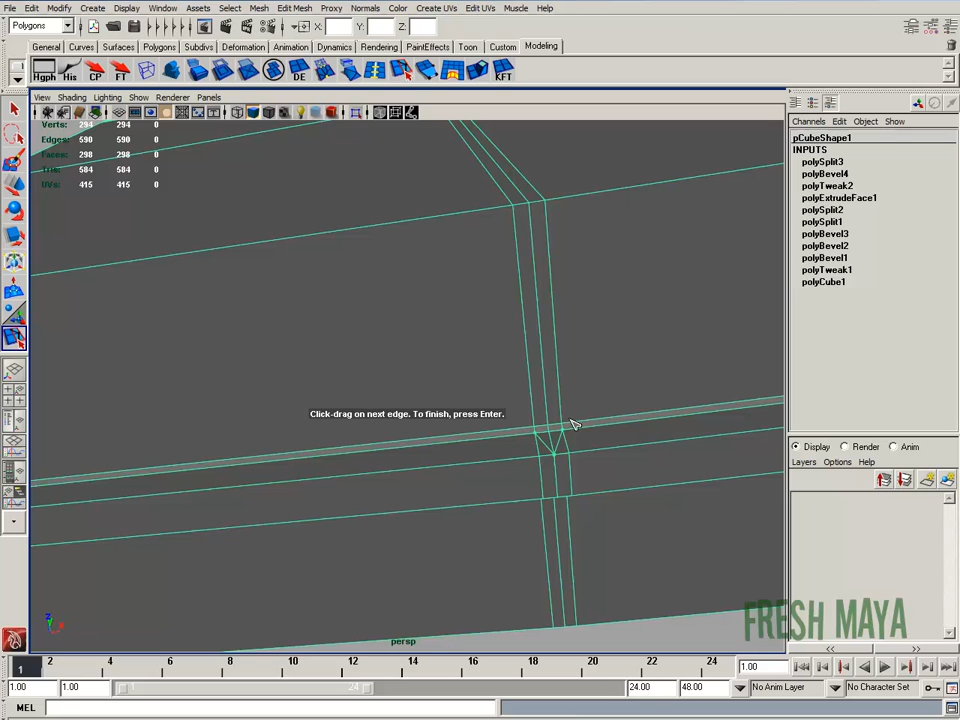 File Edit Modify Create Display Window Assets Select Mesh Edit Mesh Proxy Normals Color Create UVs Edit UVs Muscle Help
Polygons X: Y: Z:
General Curves Surfaces Polygons Subdivs Deformation Animation Dynamics Rendering PaintEffects Toon Custom Modeling
Hgph His CP FT DE KFT
View Shading Lighting Show Renderer Panels
Verts: 294 294 0
Edges: 590 590 0
Faces: 298 298 0
Tris: 584 584 0
UVs: 415 415 0
Channels Edit Object Show
pCubeShape1
INPUTS
polySplit3
polyBevel4
polyTweak2
polyExtrudeFace1
polySplit2
polySplit1
polyBevel3
polyBevel2
polyBevel1
polyTweak1
polyCube1
Click-drag on next edge. To finish, press Enter.
Display Render Anim
Layers Options Help
FRESH MAYA
persp
1 2 4 6 8 10 12 14 16 18 20 22 24 1.00
1.00 1.00 24 24.00 48.00 No Anim Layer No Character Set
MEL